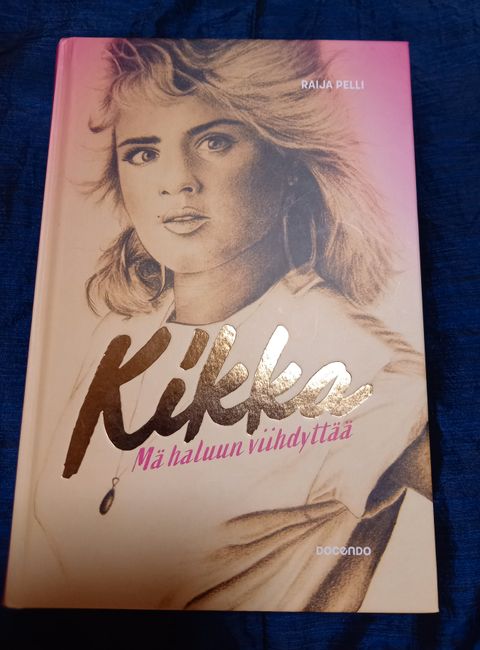 RAIJA PELLI
Kikka
Mä haluun viihdyttää
DOCENDO